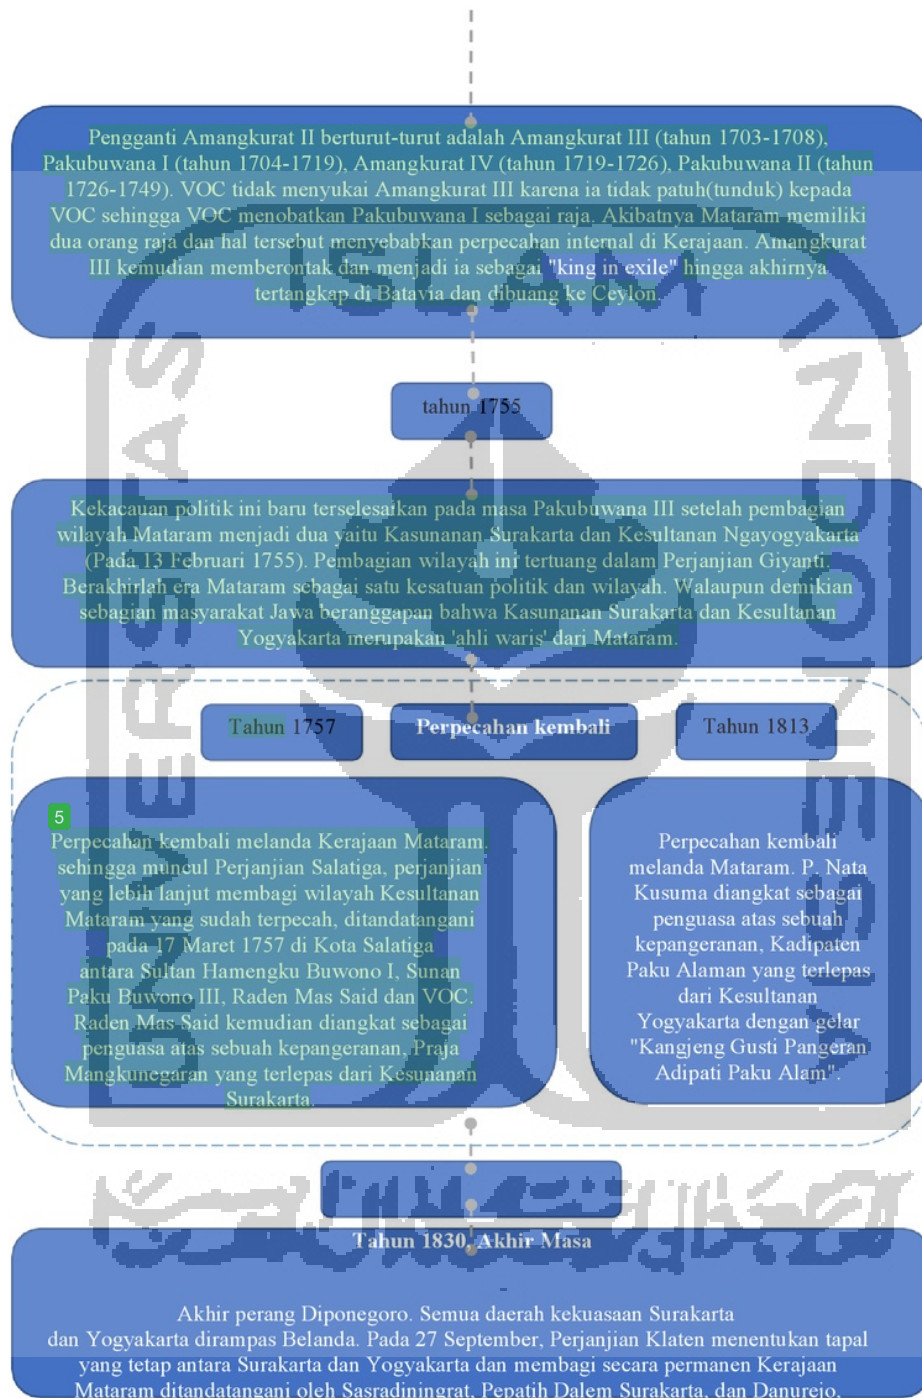 Pengganti Amangkurat II berturut-turut adalah Amangkurat III (tahun 1703-1708),
Pakubuwana I (tahun 1704-1719), Amangkurat IV (tahun 1719-1726), Pakubuwana II (tahun
1726-1749). VOC tidak menyukai Amangkurat III karena ia tidak patuh(tunduk) kepada
VOC sehingga VOC menobatkan Pakubuwana I sebagai raja. Akibatnya Mataram memiliki
dua orang raja dan hal tersebut menyebabkan perpecahan internal di Kerajaan. Amangkurat
III kemudian memberontak dan menjadi ia sebagai "king in exile" hingga akhirnya
tertangkap di Batavia dan dibuang ke Ceylon.
ISLAM
UNIVERSITAS
INDONESIA
tahun 1755
Kekacauan politik ini baru terselesaikan pada masa Pakubuwana III setelah pembagian
wilayah Mataram menjadi dua yaitu Kasunanan Surakarta dan Kesultanan Ngayogyakarta
(Pada 13 Februari 1755). Pembagian wilayah ini tertuang dalam Perjanjian Giyanti.
Berakhirlah era Mataram sebagai satu kesatuan politik dan wilayah. Walaupun demikian
sebagian masyarakat Jawa beranggapan bahwa Kasunanan Surakarta dan Kesultanan
Yogyakarta merupakan 'ahli waris' dari Mataram.
Tahun 1757
Perpecahan kembali
Tahun 1813
5
Perpecahan kembali melanda Kerajaan Mataram.
sehingga muncul Perjanjian Salatiga, perjanjian
yang lebih lanjut membagi wilayah Kesultanan
Mataram yang sudah terpecah, ditandatangani
pada 17 Maret 1757 di Kota Salatiga
antara Sultan Hamengku Buwono I, Sunan
Paku Buwono III, Raden Mas Said dan VOC.
Raden Mas Said kemudian diangkat sebagai
penguasa atas sebuah kepangeranan, Praja
Mangkunegaran yang terlepas dari Kesunanan
Surakarta.
Perpecahan kembali
melanda Mataram. P. Nata
Kusuma diangkat sebagai
penguasa atas sebuah
kepangeranan, Kadipaten
Paku Alaman yang terlepas
dari Kesultanan
Yogyakarta dengan gelar
"Kangjeng Gusti Pangeran
Adipati Paku Alam".
Tahun 1830, Akhir Masa
Akhir perang Diponegoro. Semua daerah kekuasaan Surakarta
dan Yogyakarta dirampas Belanda. Pada 27 September, Perjanjian Klaten menentukan tapal
yang tetap antara Surakarta dan Yogyakarta dan membagi secara permanen Kerajaan
Mataram ditandatangani oleh Sasradiningrat, Pepatih Dalem Surakarta, dan Danurejo,